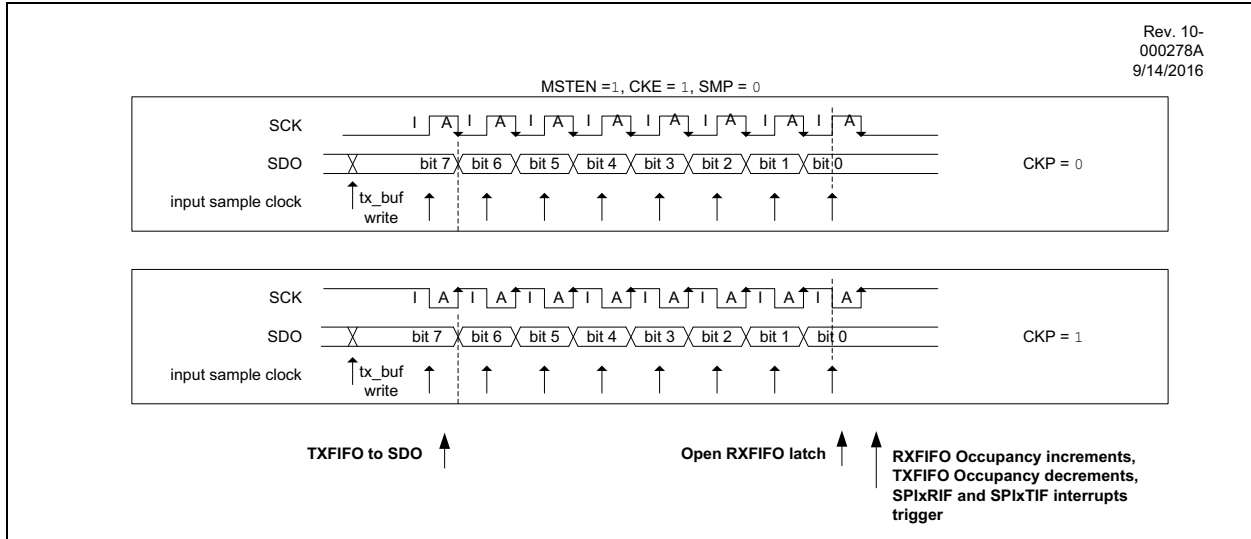 Rev. 10-
000278A
9/14/2016
MSTEN =1, CKE = 1, SMP = 0
SCK I A I A I A I A I A I A I A I A
SDO bit 7 bit 6 bit 5 bit 4 bit 3 bit 2 bit 1 bit 0 CKP = 0
input sample clock tx_buf
write
SCK I A I A I A I A I A I A I A I A
SDO bit 7 bit 6 bit 5 bit 4 bit 3 bit 2 bit 1 bit 0 CKP = 1
input sample clock tx_buf
write
TXFIFO to SDO
Open RXFIFO latch
RXFIFO Occupancy increments,
TXFIFO Occupancy decrements,
SPIxRIF and SPIxTIF interrupts
trigger